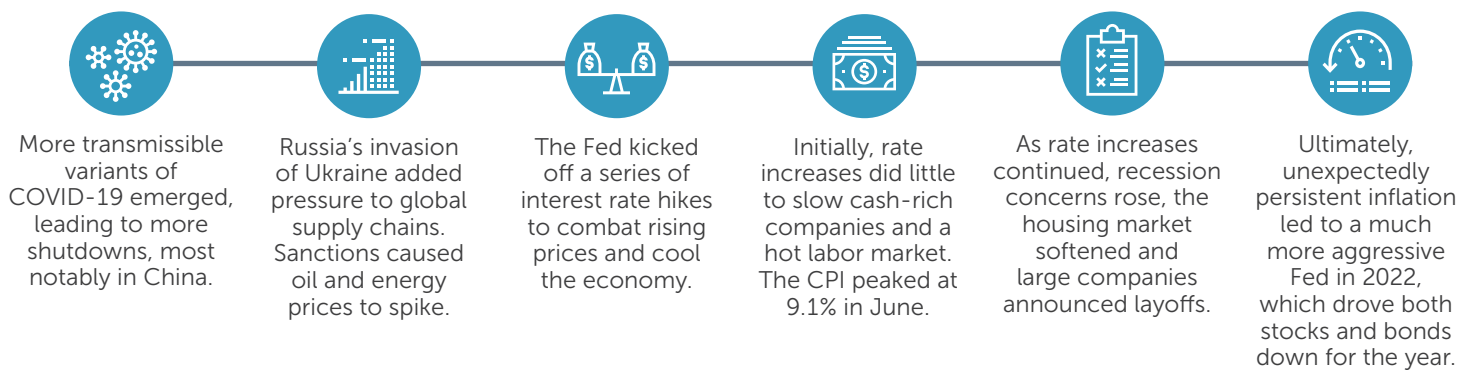 More transmissible
variants of
COVID-19 emerged,
leading to more
shutdowns, most
notably in China.
Russia’s invasion
of Ukraine added
pressure to global
supply chains.
Sanctions caused
oil and energy
prices to spike.
The Fed kicked
off a series of
interest rate hikes
to combat rising
prices and cool
the economy.
Initially, rate
increases did little
to slow cash-rich
companies and a
hot labor market.
The CPI peaked at
9.1% in June.
As rate increases
continued, recession
concerns rose, the
housing market
softened and
large companies
announced layoffs.
Ultimately,
unexpectedly
persistent inflation
led to a much
more aggressive
Fed in 2022,
which drove both
stocks and bonds
down for the year.